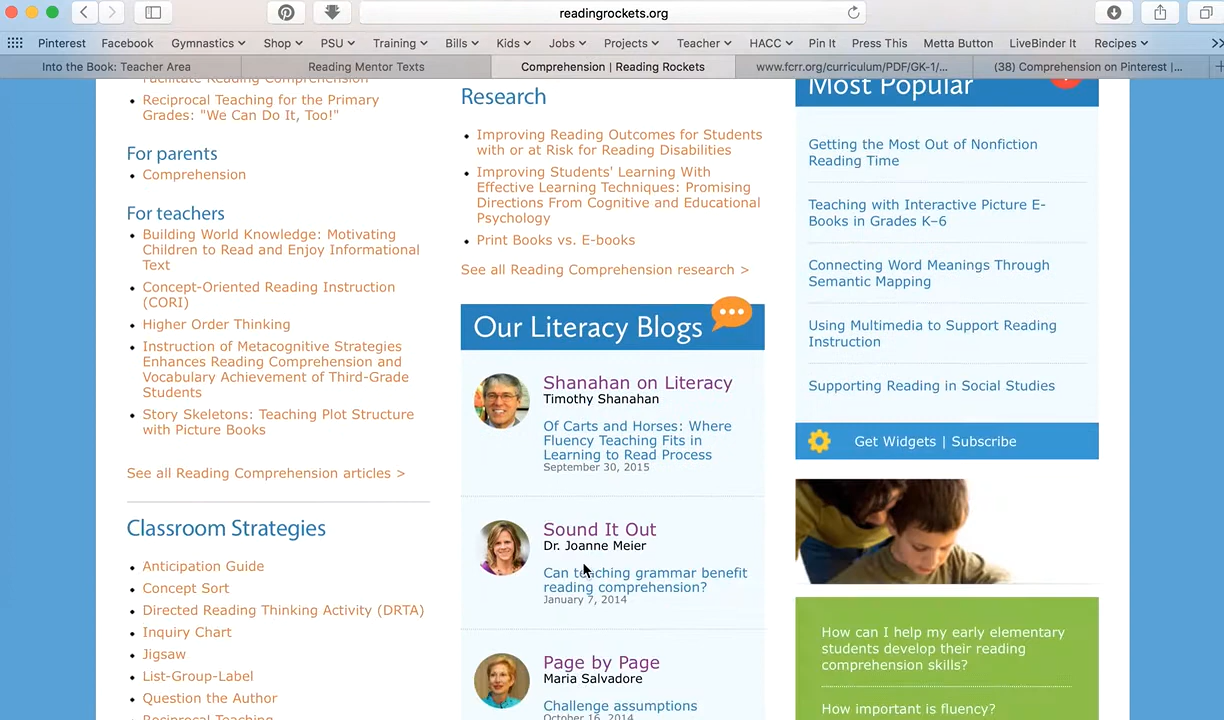 readingrockets.org
Pinterest Facebook Gymnastics Shop PSU Training Bills Kids Jobs Projects Teacher HACC Pin It Press This Metta Button LiveBinder It Recipes
Into the Book: Teacher Area
Reading Mentor Texts
Comprehension | Reading Rockets
www.fcrr.org/curriculum/PDF/GK-1/...
(38) Comprehension on Pinterest |...
Facilitate Reading Comprehension
Reciprocal Teaching for the Primary
Grades: "We Can Do It, Too!"
For parents
Comprehension
For teachers
Building World Knowledge: Motivating
Children to Read and Enjoy Informational
Text
Concept-Oriented Reading Instruction
(CORI)
Higher Order Thinking
Instruction of Metacognitive Strategies
Enhances Reading Comprehension and
Vocabulary Achievement of Third-Grade
Students
Story Skeletons: Teaching Plot Structure
with Picture Books
See all Reading Comprehension articles >
Classroom Strategies
Anticipation Guide
Concept Sort
Directed Reading Thinking Activity (DRTA)
Inquiry Chart
Jigsaw
List-Group-Label
Question the Author
Reciprocal Teaching
Research
Improving Reading Outcomes for Students
with or at Risk for Reading Disabilities
Improving Students' Learning With
Effective Learning Techniques: Promising
Directions From Cognitive and Educational
Psychology
Print Books vs. E-books
See all Reading Comprehension research >
Our Literacy Blogs
Shanahan on Literacy
Timothy Shanahan
Of Carts and Horses: Where
Fluency Teaching Fits in
Learning to Read Process
September 30, 2015
Sound It Out
Dr. Joanne Meier
Can teaching grammar benefit
reading comprehension?
January 7, 2014
Page by Page
Maria Salvadore
Challenge assumptions
October 16, 2014
Most Popular
Getting the Most Out of Nonfiction
Reading Time
Teaching with Interactive Picture E-
Books in Grades K–6
Connecting Word Meanings Through
Semantic Mapping
Using Multimedia to Support Reading
Instruction
Supporting Reading in Social Studies
Get Widgets | Subscribe
How can I help my early elementary
students develop their reading
comprehension skills?
How important is fluency?